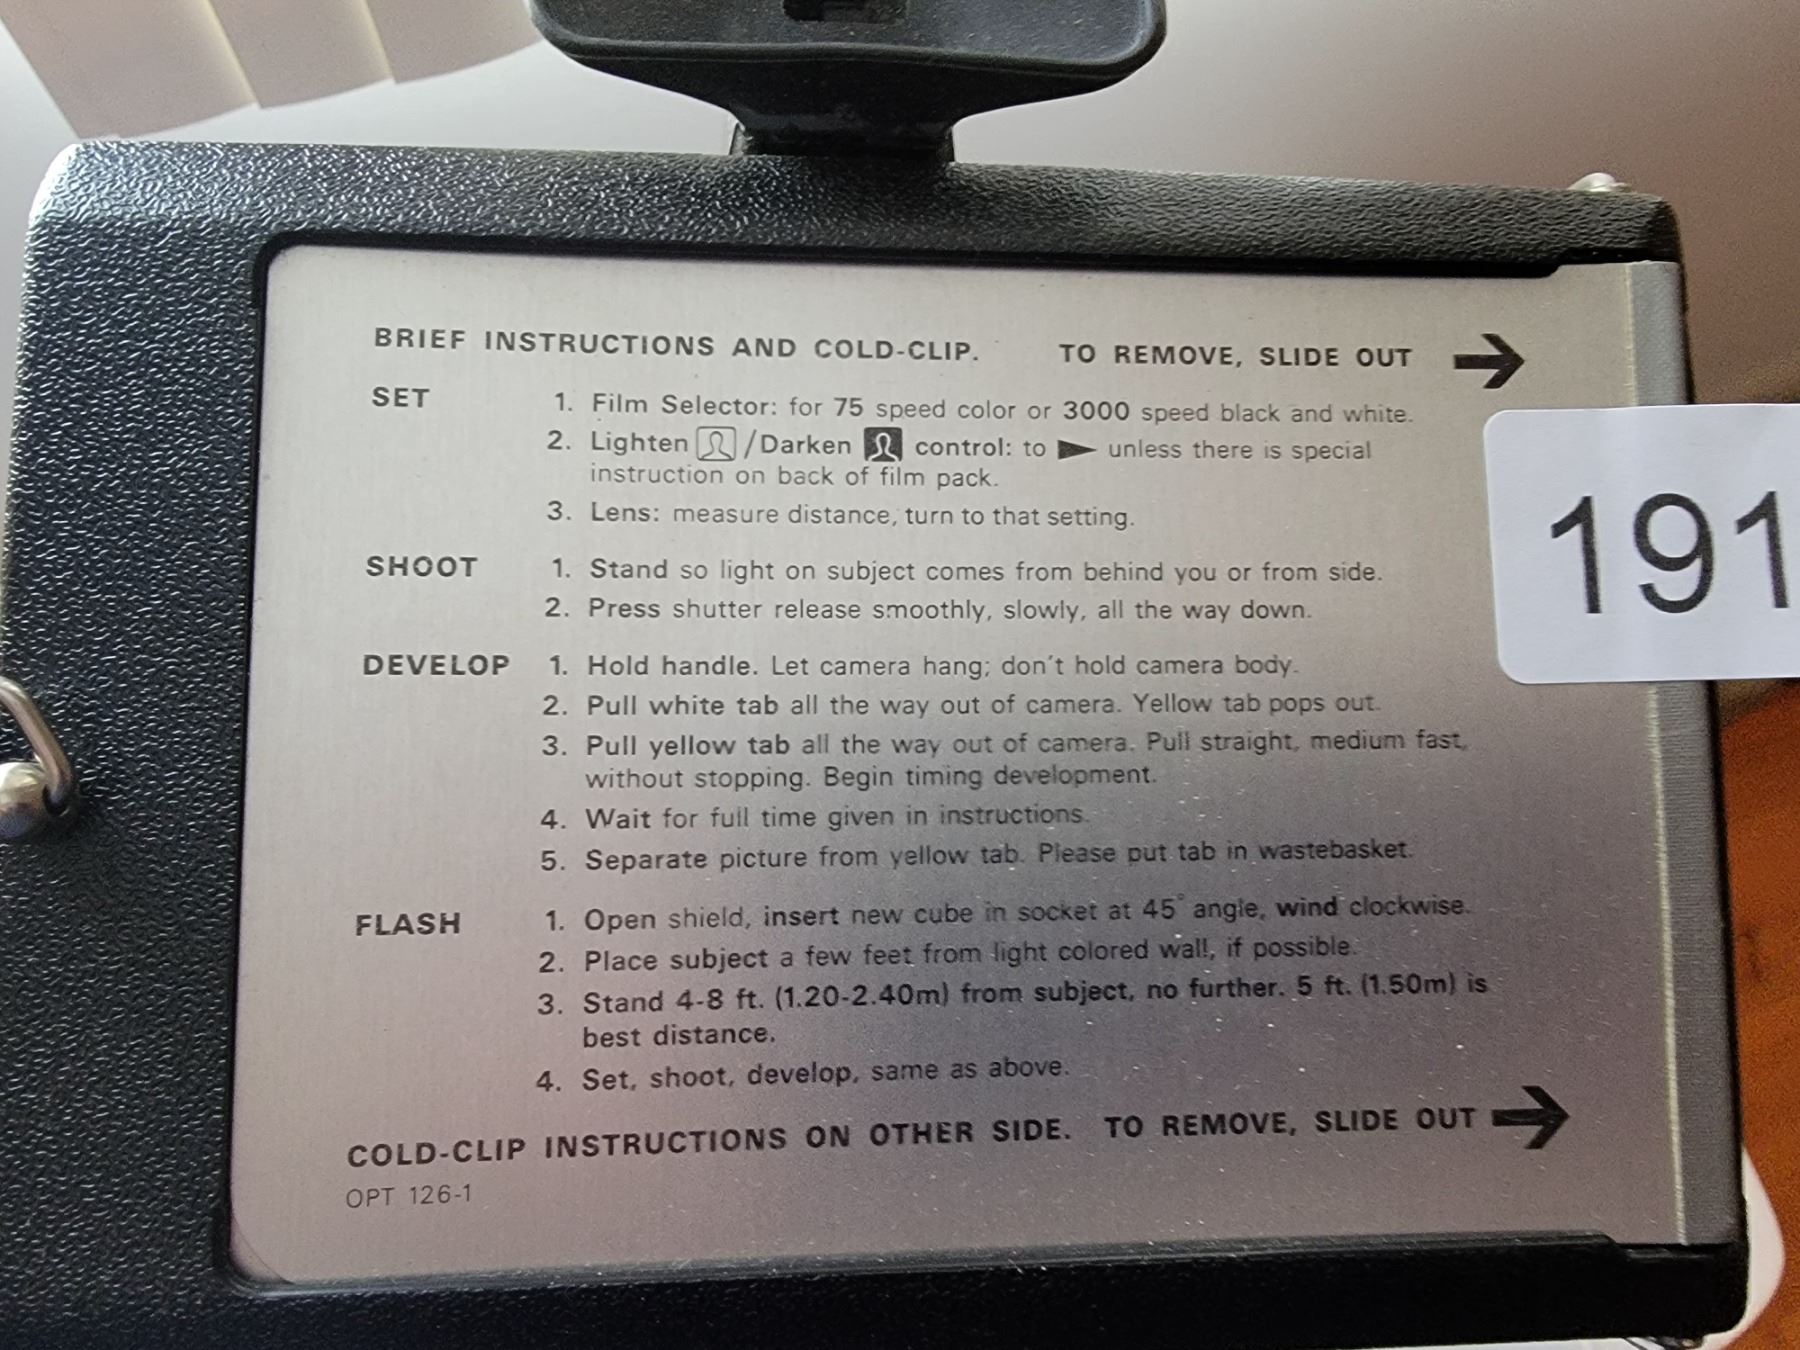 BRIEF INSTRUCTIONS AND COLD-CLIP. TO REMOVE, SLIDE OUT
SET 1. Film Selector: for 75 speed color or 3000 speed black and white.
2. Lighten / Darken control: to unless there is special
instruction on back of film pack.
3. Lens: measure distance, turn to that setting.
SHOOT 1. Stand so light on subject comes from behind you or from side.
2. Press shutter release smoothly, slowly, all the way down.
DEVELOP 1. Hold handle. Let camera hang; don't hold camera body.
2. Pull white tab all the way out of camera. Yellow tab pops out.
3. Pull yellow tab all the way out of camera. Pull straight, medium fast,
without stopping. Begin timing development.
4. Wait for full time given in instructions.
5. Separate picture from yellow tab. Please put tab in wastebasket.
FLASH 1. Open shield, insert new cube in socket at 45° angle, wind clockwise.
2. Place subject a few feet from light colored wall, if possible.
3. Stand 4-8 ft. (1.20-2.40m) from subject, no further. 5 ft. (1.50m) is
best distance.
4. Set, shoot, develop, same as above.
COLD-CLIP INSTRUCTIONS ON OTHER SIDE. TO REMOVE, SLIDE OUT
OPT 126-1
191